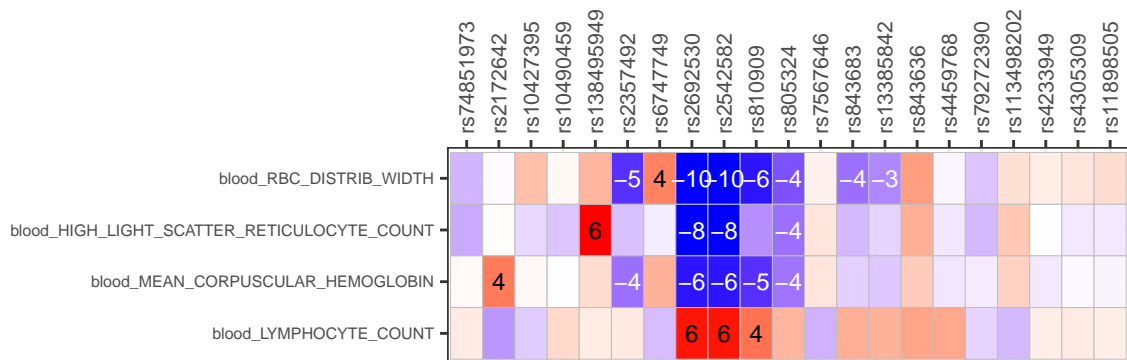 rs74851973 rs2172642 rs10427395 rs10490459 rs138495949 rs2357492 rs6747749 rs2692530 rs2542582 rs810909 rs805324 rs7567646 rs843683 rs13385842 rs843636 rs4459768 rs79272390 rs113498202 rs4233949 rs4305309 rs11898505
blood_RBC_DISTRIB_WIDTH −5 4 −10 −10 −6 −4 −4 −3
blood_HIGH_LIGHT_SCATTER_RETICULOCYTE_COUNT 6 −8 −8 −4
blood_MEAN_CORPUSCULAR_HEMOGLOBIN 4 −4 −6 −6 −5 −4
blood_LYMPHOCYTE_COUNT 6 6 4